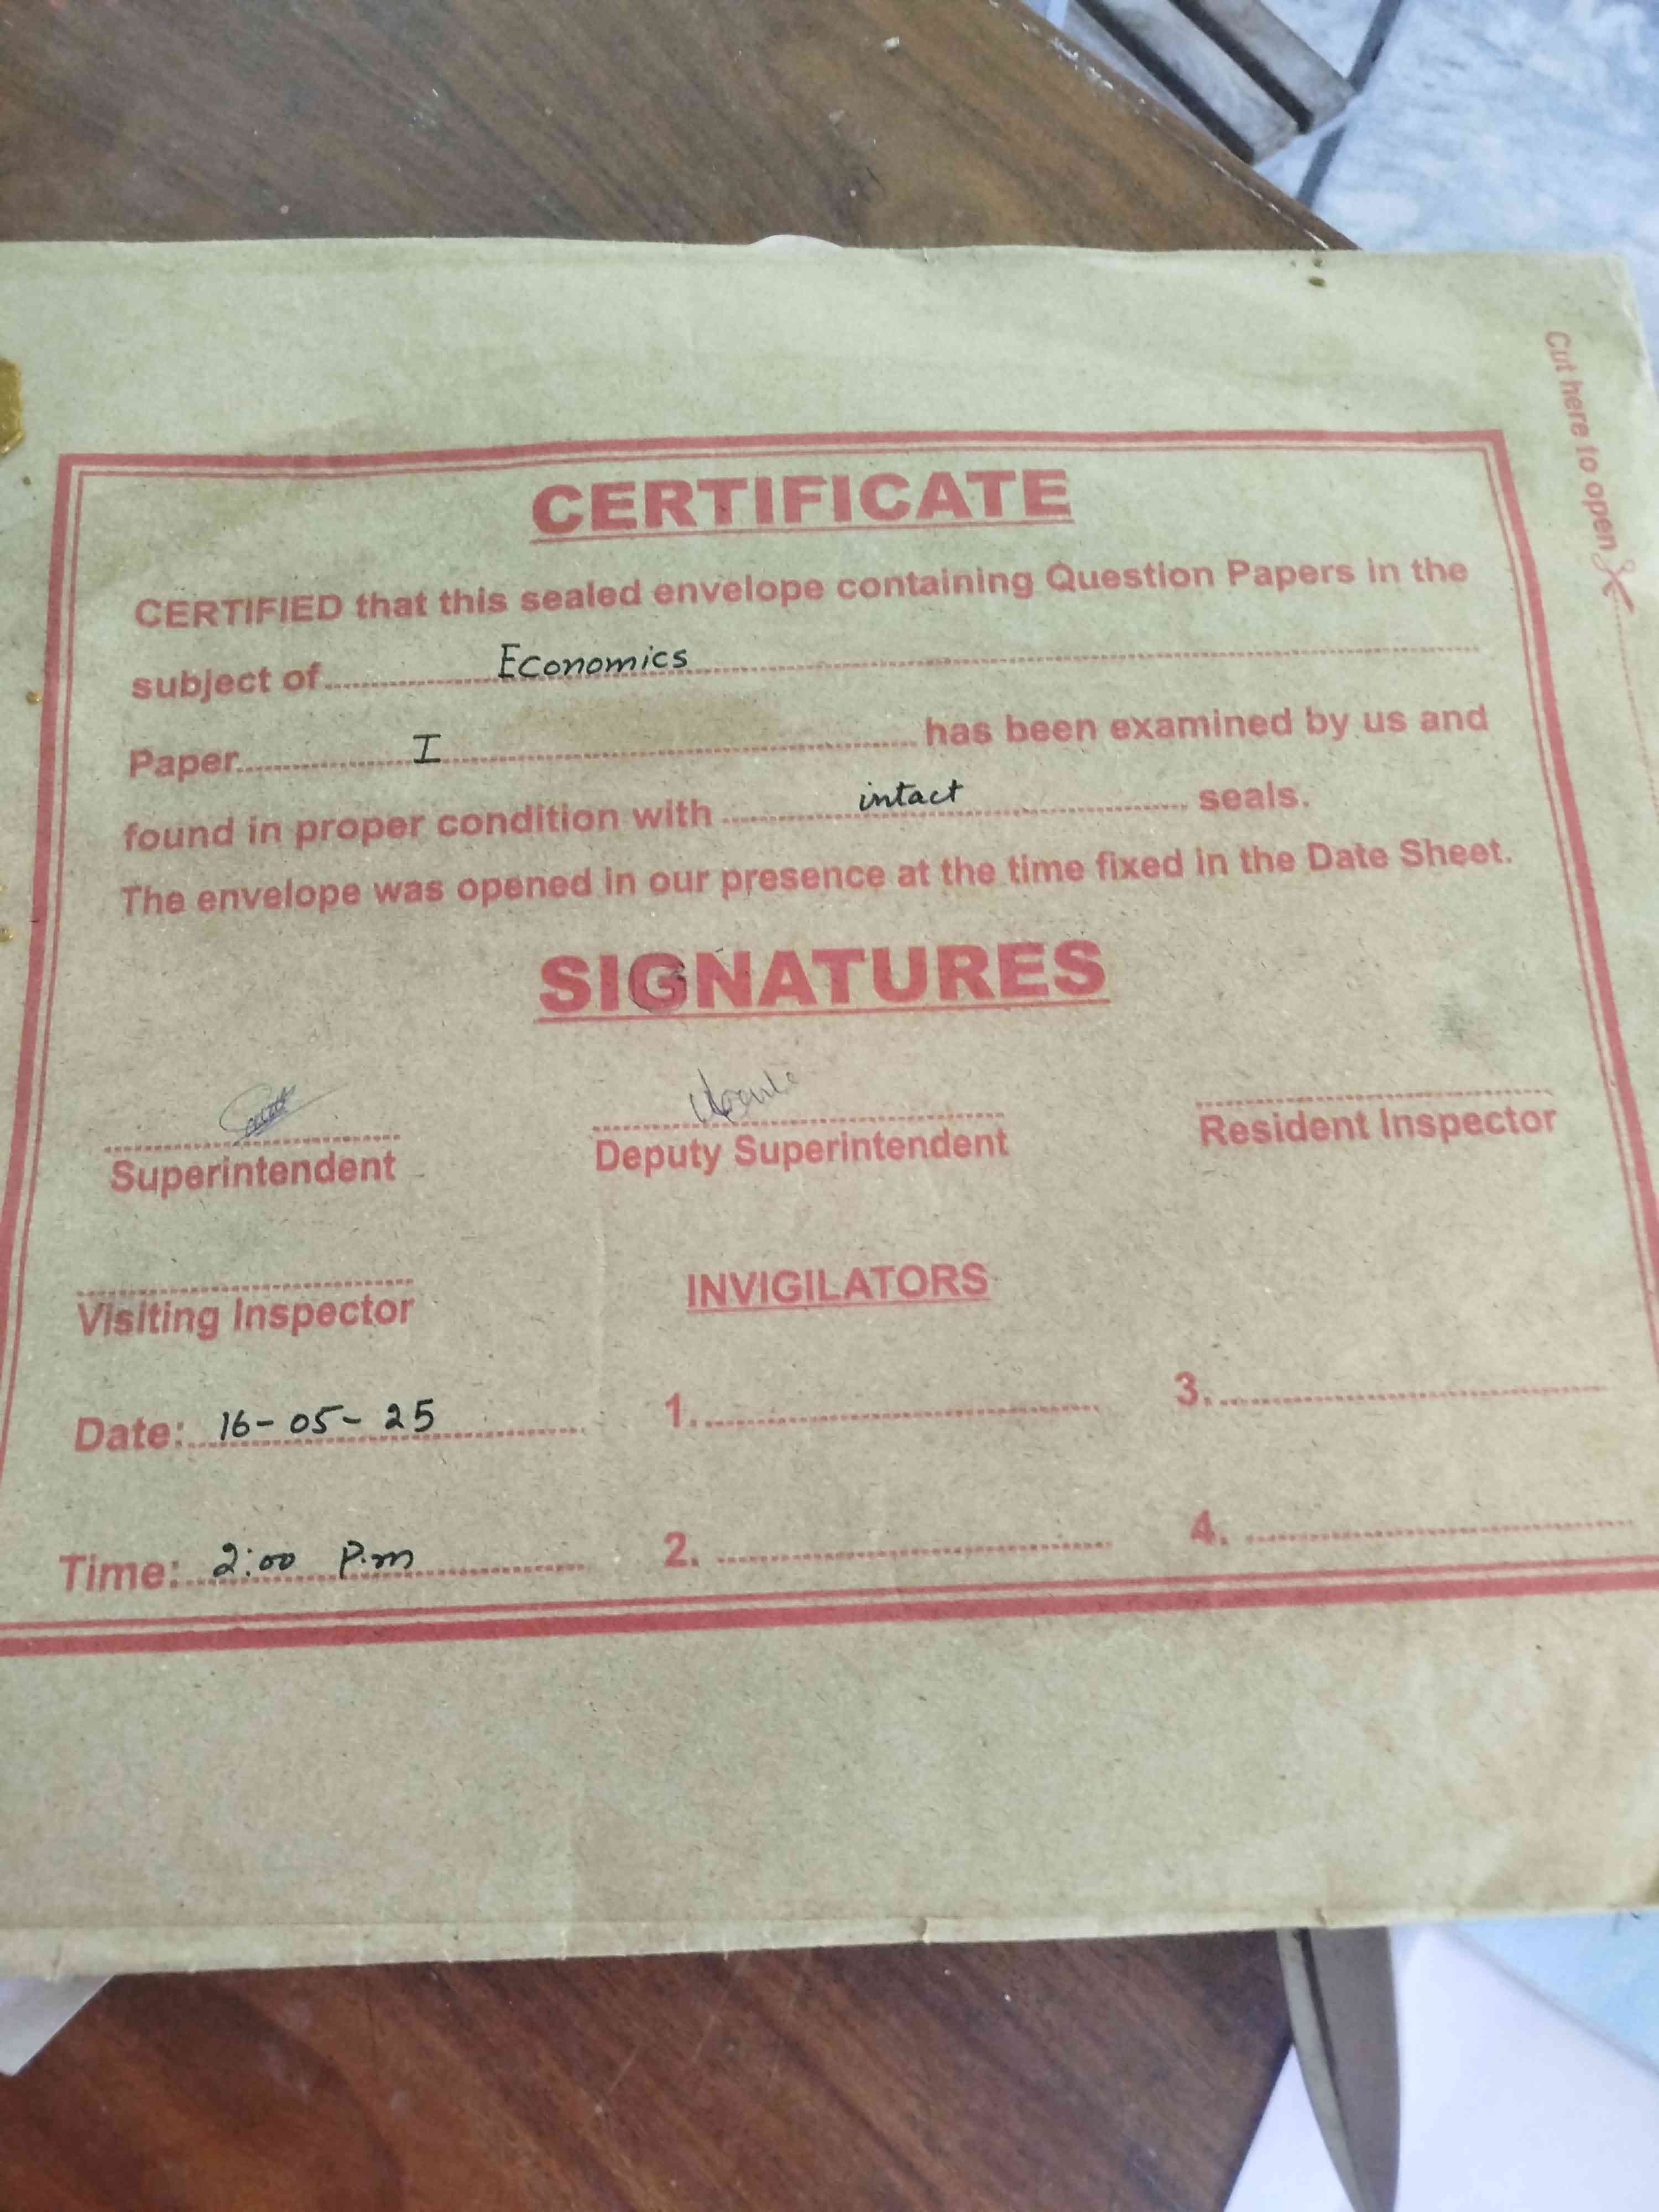 Cut here to open
CERTIFICATE
CERTIFIED that this sealed envelope containing Question Papers in the
subject of Economics
Paper I has been examined by us and
found in proper condition with intact seals.
The envelope was opened in our presence at the time fixed in the Date Sheet.
SIGNATURES
Superintendent
Deputy Superintendent
Resident Inspector
Visiting Inspector
INVIGILATORS
Date: 16-05-25
1.
3.
Time: 2:00 P.m
2.
4.